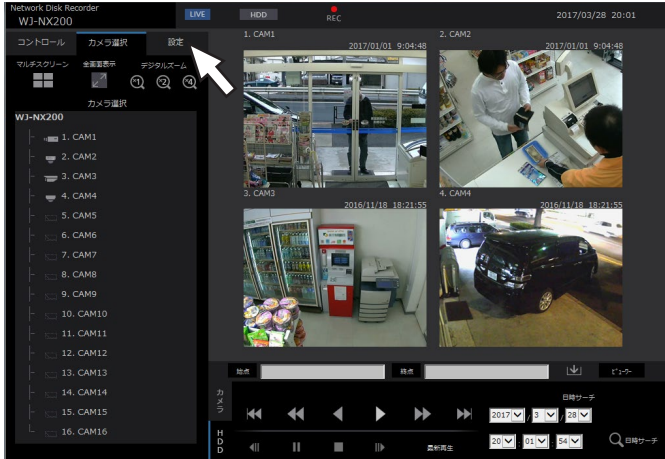 Network Disk Recorder
WJ-NX200
LIVE
HDD
REC
2017/03/28 20:01
コントロール
カメラ選択
設定
マルチスクリーン
全画面表示
デジタルズーム
x1
x2
x4
カメラ選択
WJ-NX200
1. CAM1
2. CAM2
3. CAM3
4. CAM4
5. CAM5
6. CAM6
7. CAM7
8. CAM8
9. CAM9
10. CAM10
11. CAM11
12. CAM12
13. CAM13
14. CAM14
15. CAM15
16. CAM16
1. CAM1
2017/01/01 9:04:48
2. CAM2
2017/01/01 9:04:48
3. CAM3
2016/11/18 18:21:55
4. CAM4
2016/11/18 18:21:55
始点
終点
ビューワー
カメラ
HDD
日時サーチ
2017 / 3 / 28
コマ再生
20 : 01 : 54
日時サーチ